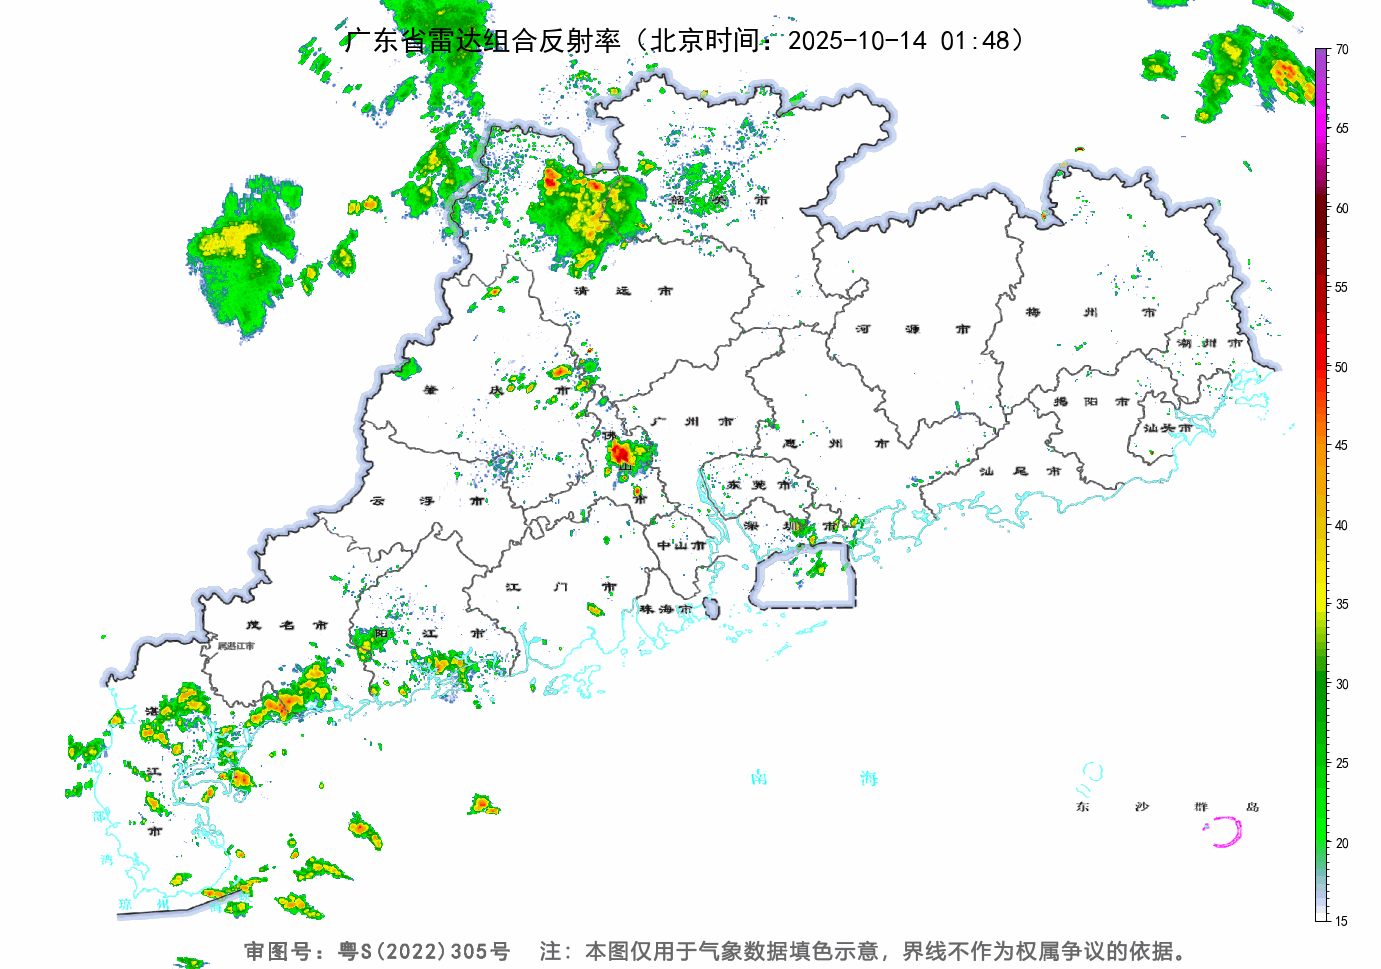 广东省雷达组合反射率（北京时间：2025-10-14 01:48）
70
65
60
55
50
45
40
35
30
25
20
15
韶关市
清远市
河源市
梅州市
潮州市
肇庆市
广州市
揭阳市
汕头市
佛山市
惠州市
汕尾市
云浮市
东莞市
深圳市
中山市
江门市
珠海市
茂名市
属湛江市
阳江市
湛江市
南海
东沙群岛
部湾
琼州
审图号：粤S(2022)305号 注：本图仅用于气象数据填色示意，界线不作为权属争议的依据。